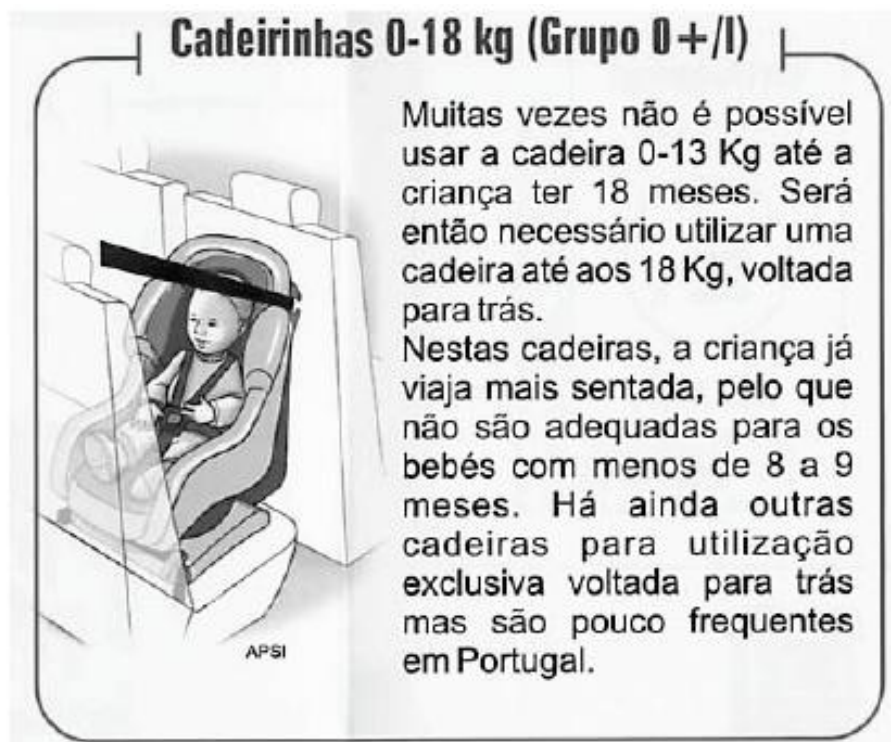 Cadeirinhas 0-18 kg (Grupo 0+/I)
Muitas vezes não é possível
usar a cadeira 0-13 Kg até a
criança ter 18 meses. Será
então necessário utilizar uma
cadeira até aos 18 Kg, voltada
para trás.
Nestas cadeiras, a criança já
viaja mais sentada, pelo que
não são adequadas para os
bebés com menos de 8 a 9
meses. Há ainda outras
cadeiras para utilização
exclusiva voltada para trás
mas são pouco frequentes
em Portugal.
APSI